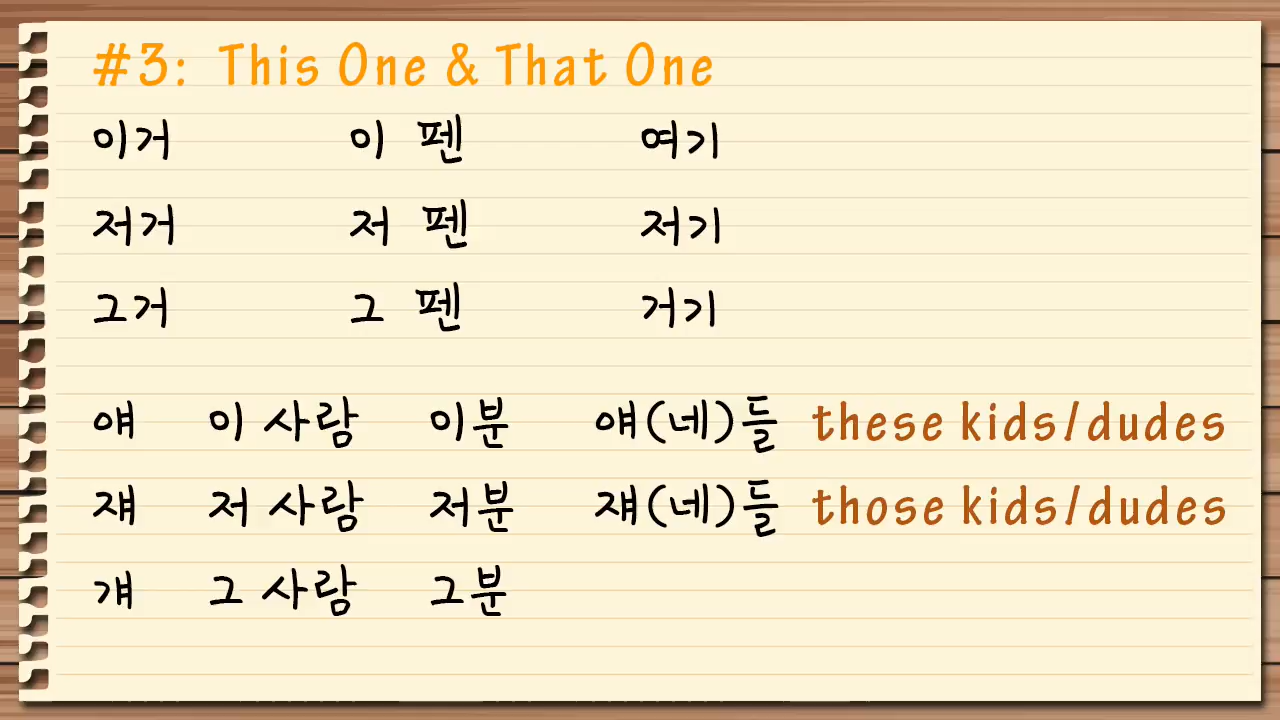 #3: This One & That One
이거 이 펜 여기
저거 저 펜 저기
그거 그 펜 거기
얘 이 사람 이분 얘(네)들 these kids/dudes
쟤 저 사람 저분 쟤(네)들 those kids/dudes
걔 그 사람 그분